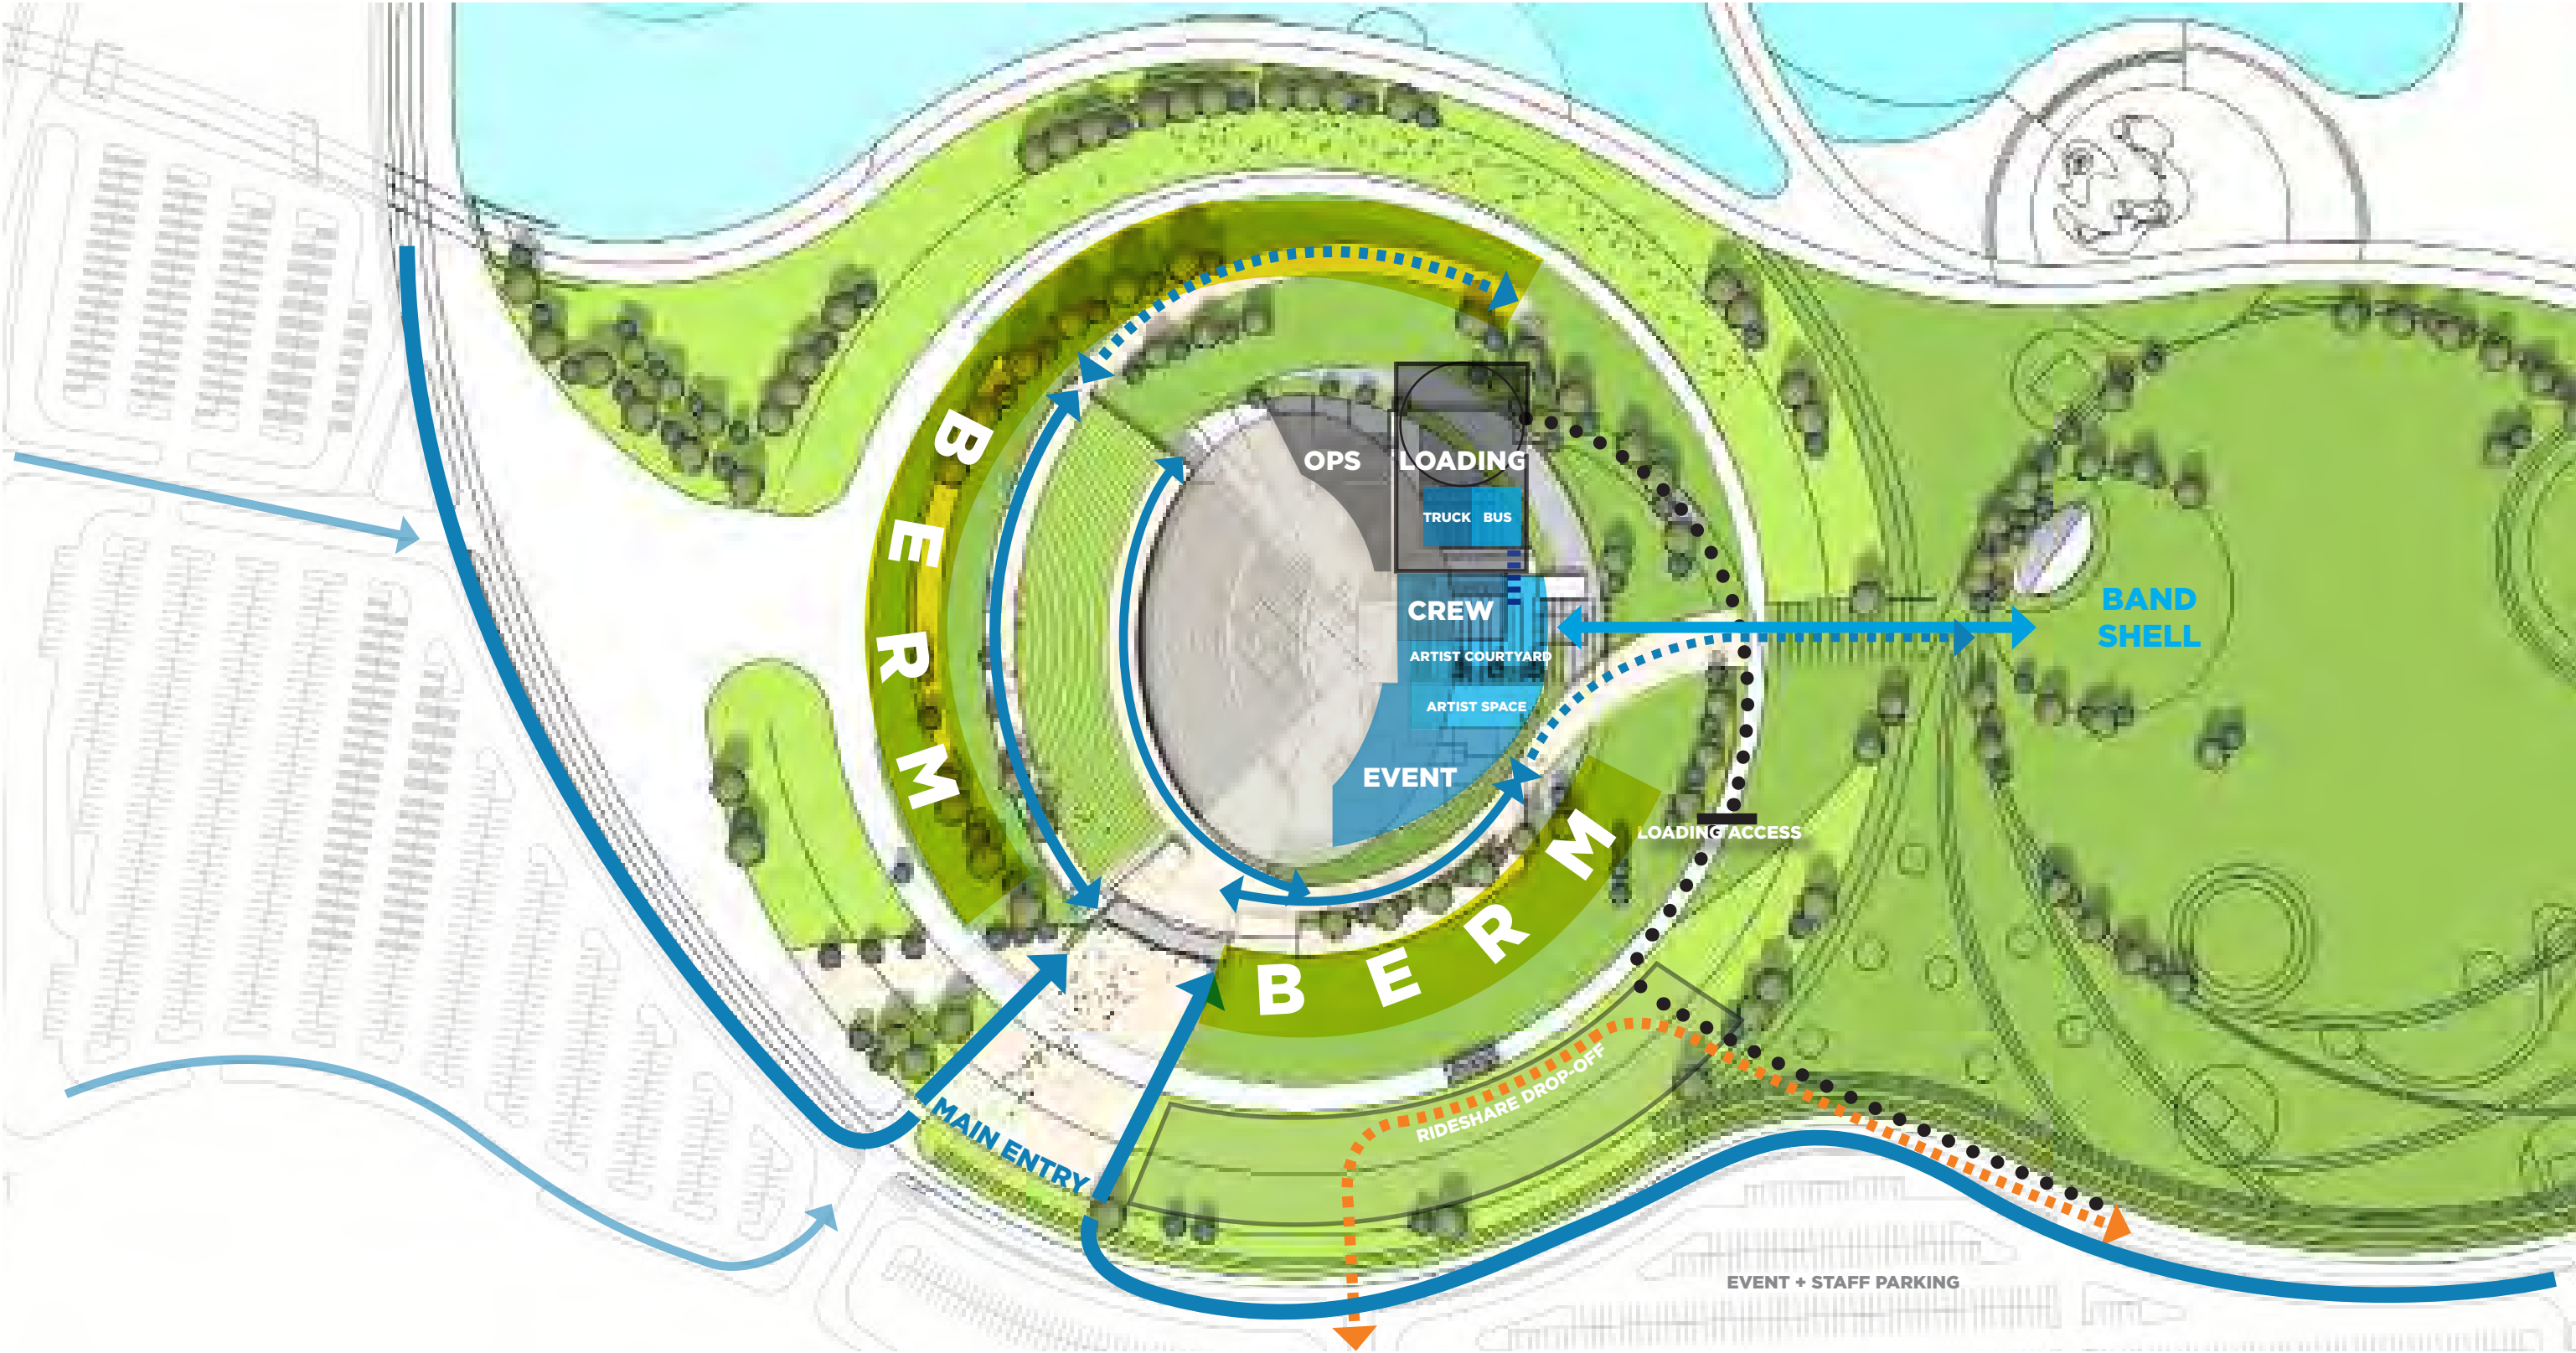 BERM
OPS
LOADING
TRUCK
BUS
CREW
ARTIST COURTYARD
ARTIST SPACE
EVENT
BAND
SHELL
BERM
LOADING ACCESS
RIDESHARE DROP-OFF
MAIN ENTRY
EVENT + STAFF PARKING